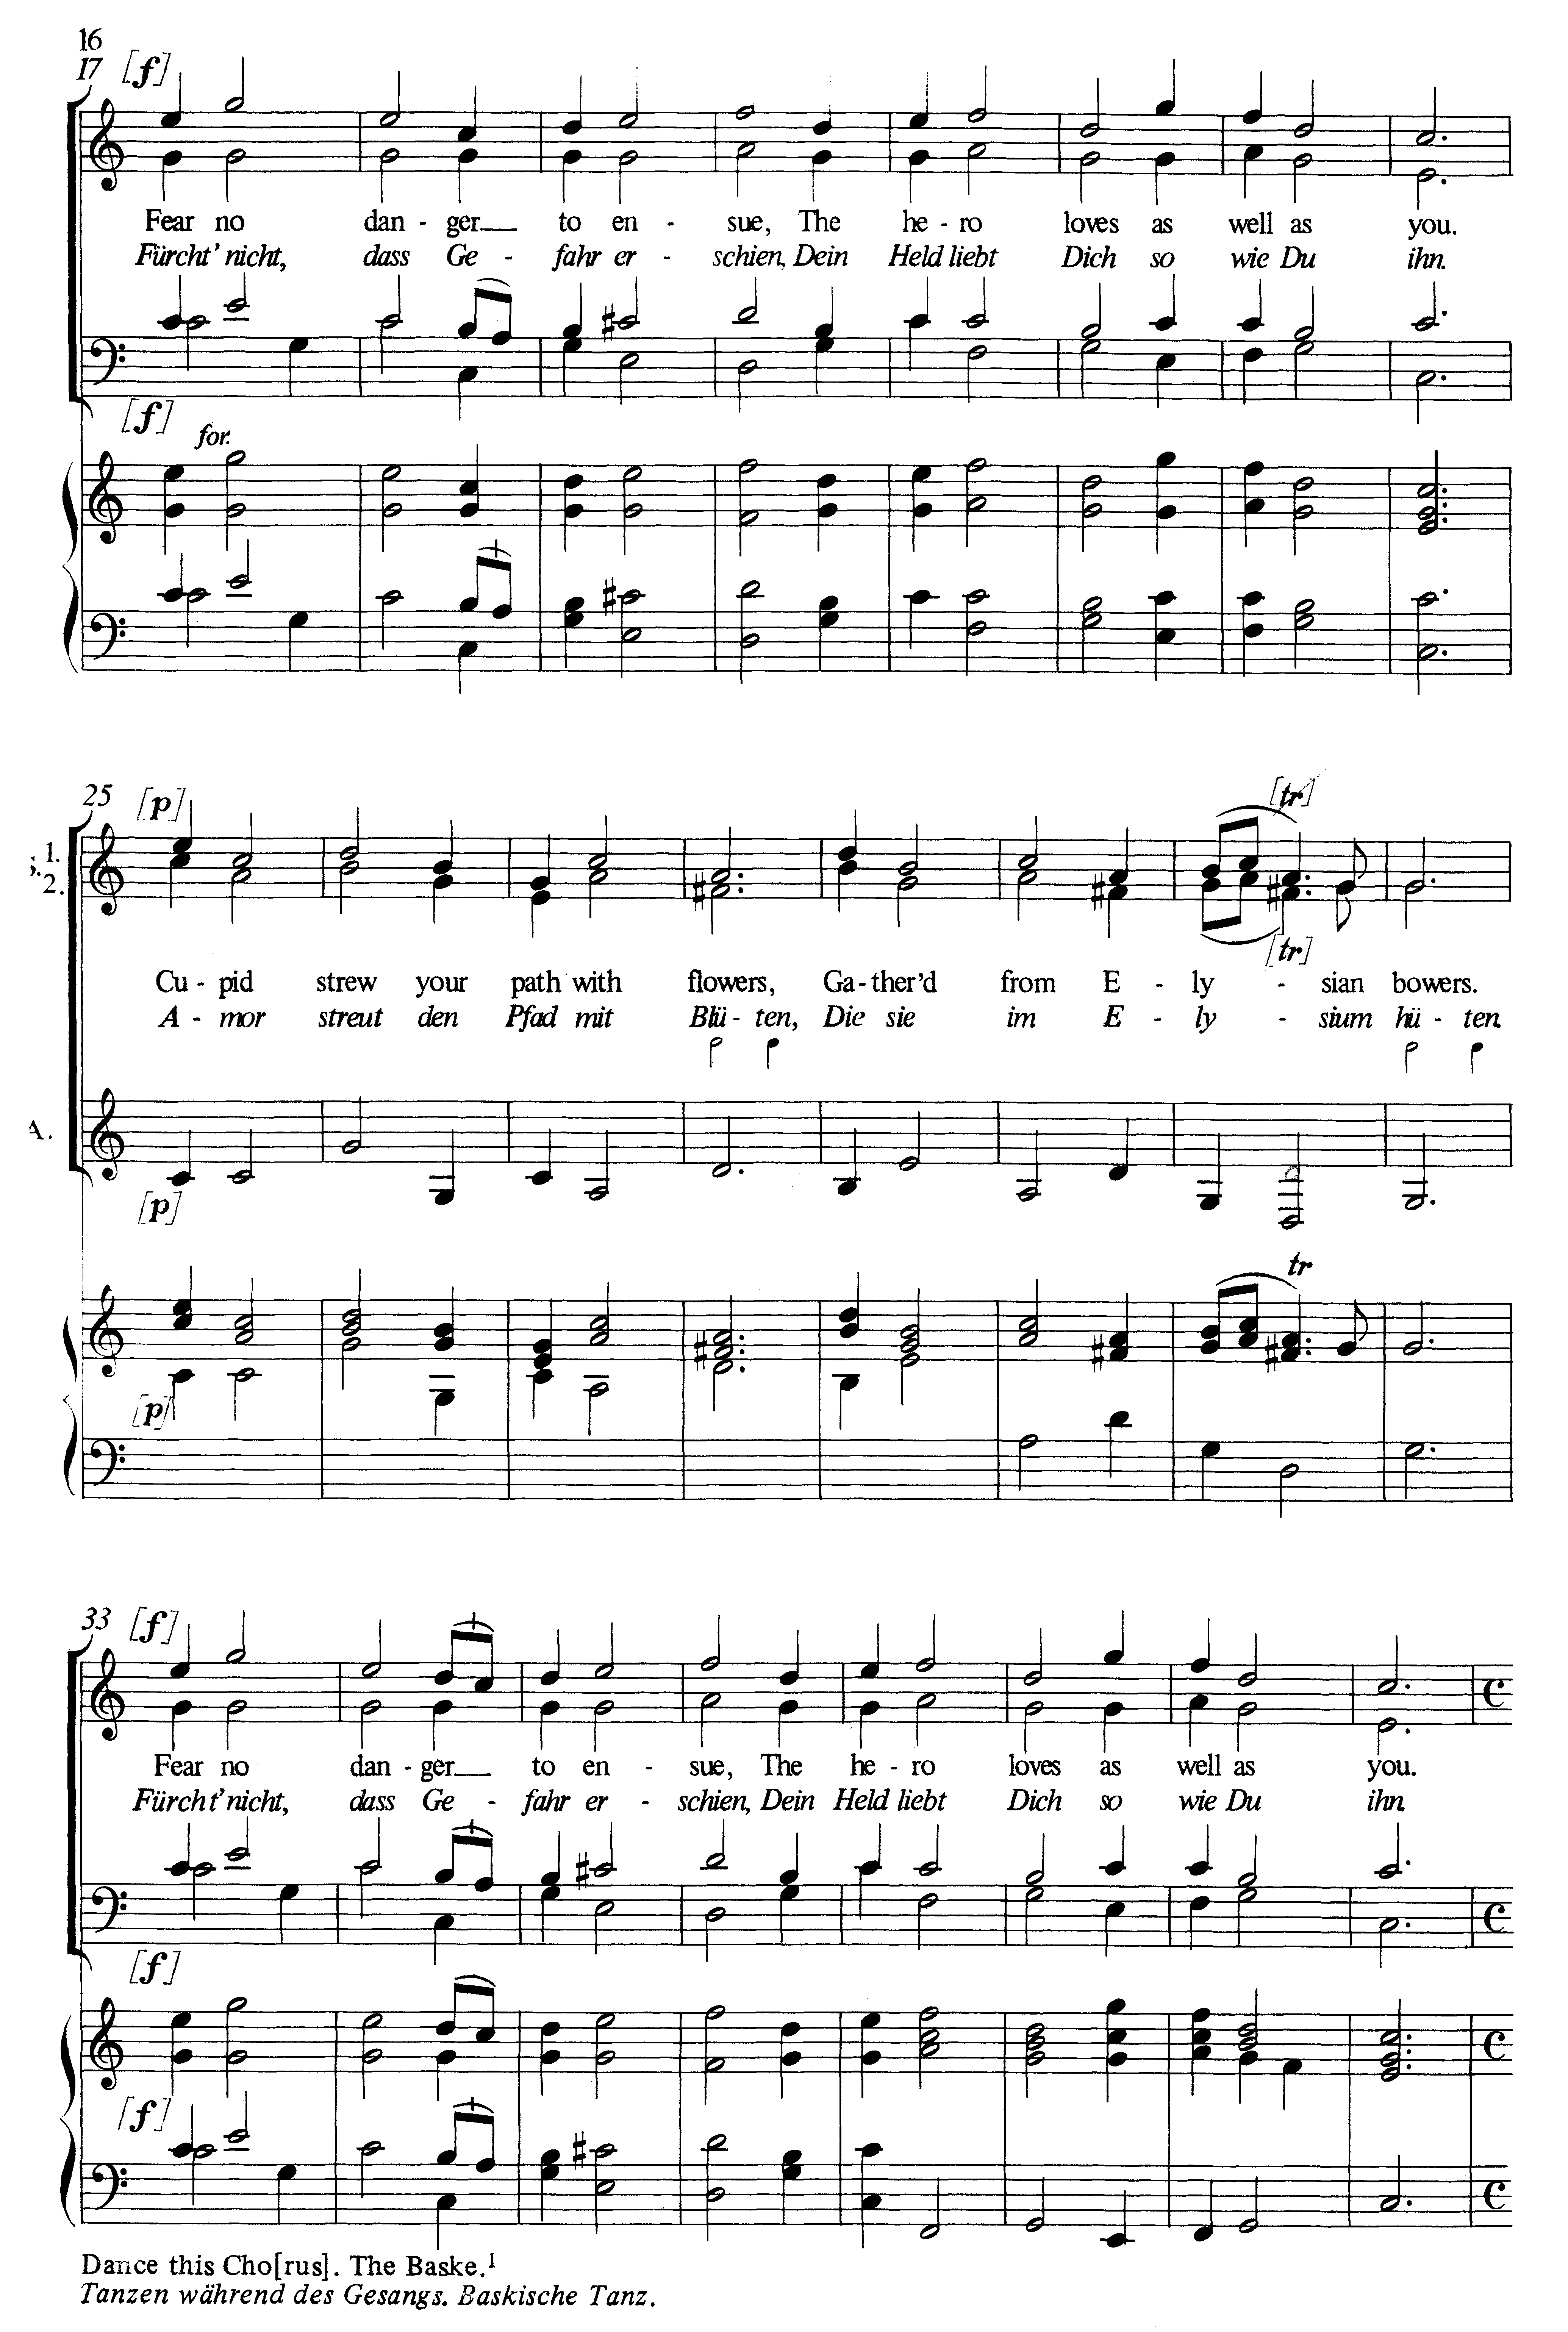 16
17 [f]
Fear no dan - ger to en - sue, The he - ro loves as well as you.
Fürcht' nicht, dass Ge - fahr er - schien, Dein Held liebt Dich so wie Du ihn.
[f]
for.
25 [p] [tr]
1.
2.
[tr]
Cu - pid strew your path with flowers, Ga - ther'd from E - ly - sian bowers.
A - mor streut den Pfad mit Blü - ten, Die sie im E - ly - sium hü - ten.
A.
[p]
tr
[p]
33 [f]
Fear no dan - ger to en - sue, The he - ro loves as well as you.
Fürcht' nicht, dass Ge - fahr er - schien, Dein Held liebt Dich so wie Du ihn.
[f]
[f]
Dance this Cho[rus]. The Baske.1
Tanzen während des Gesangs. Baskische Tanz.